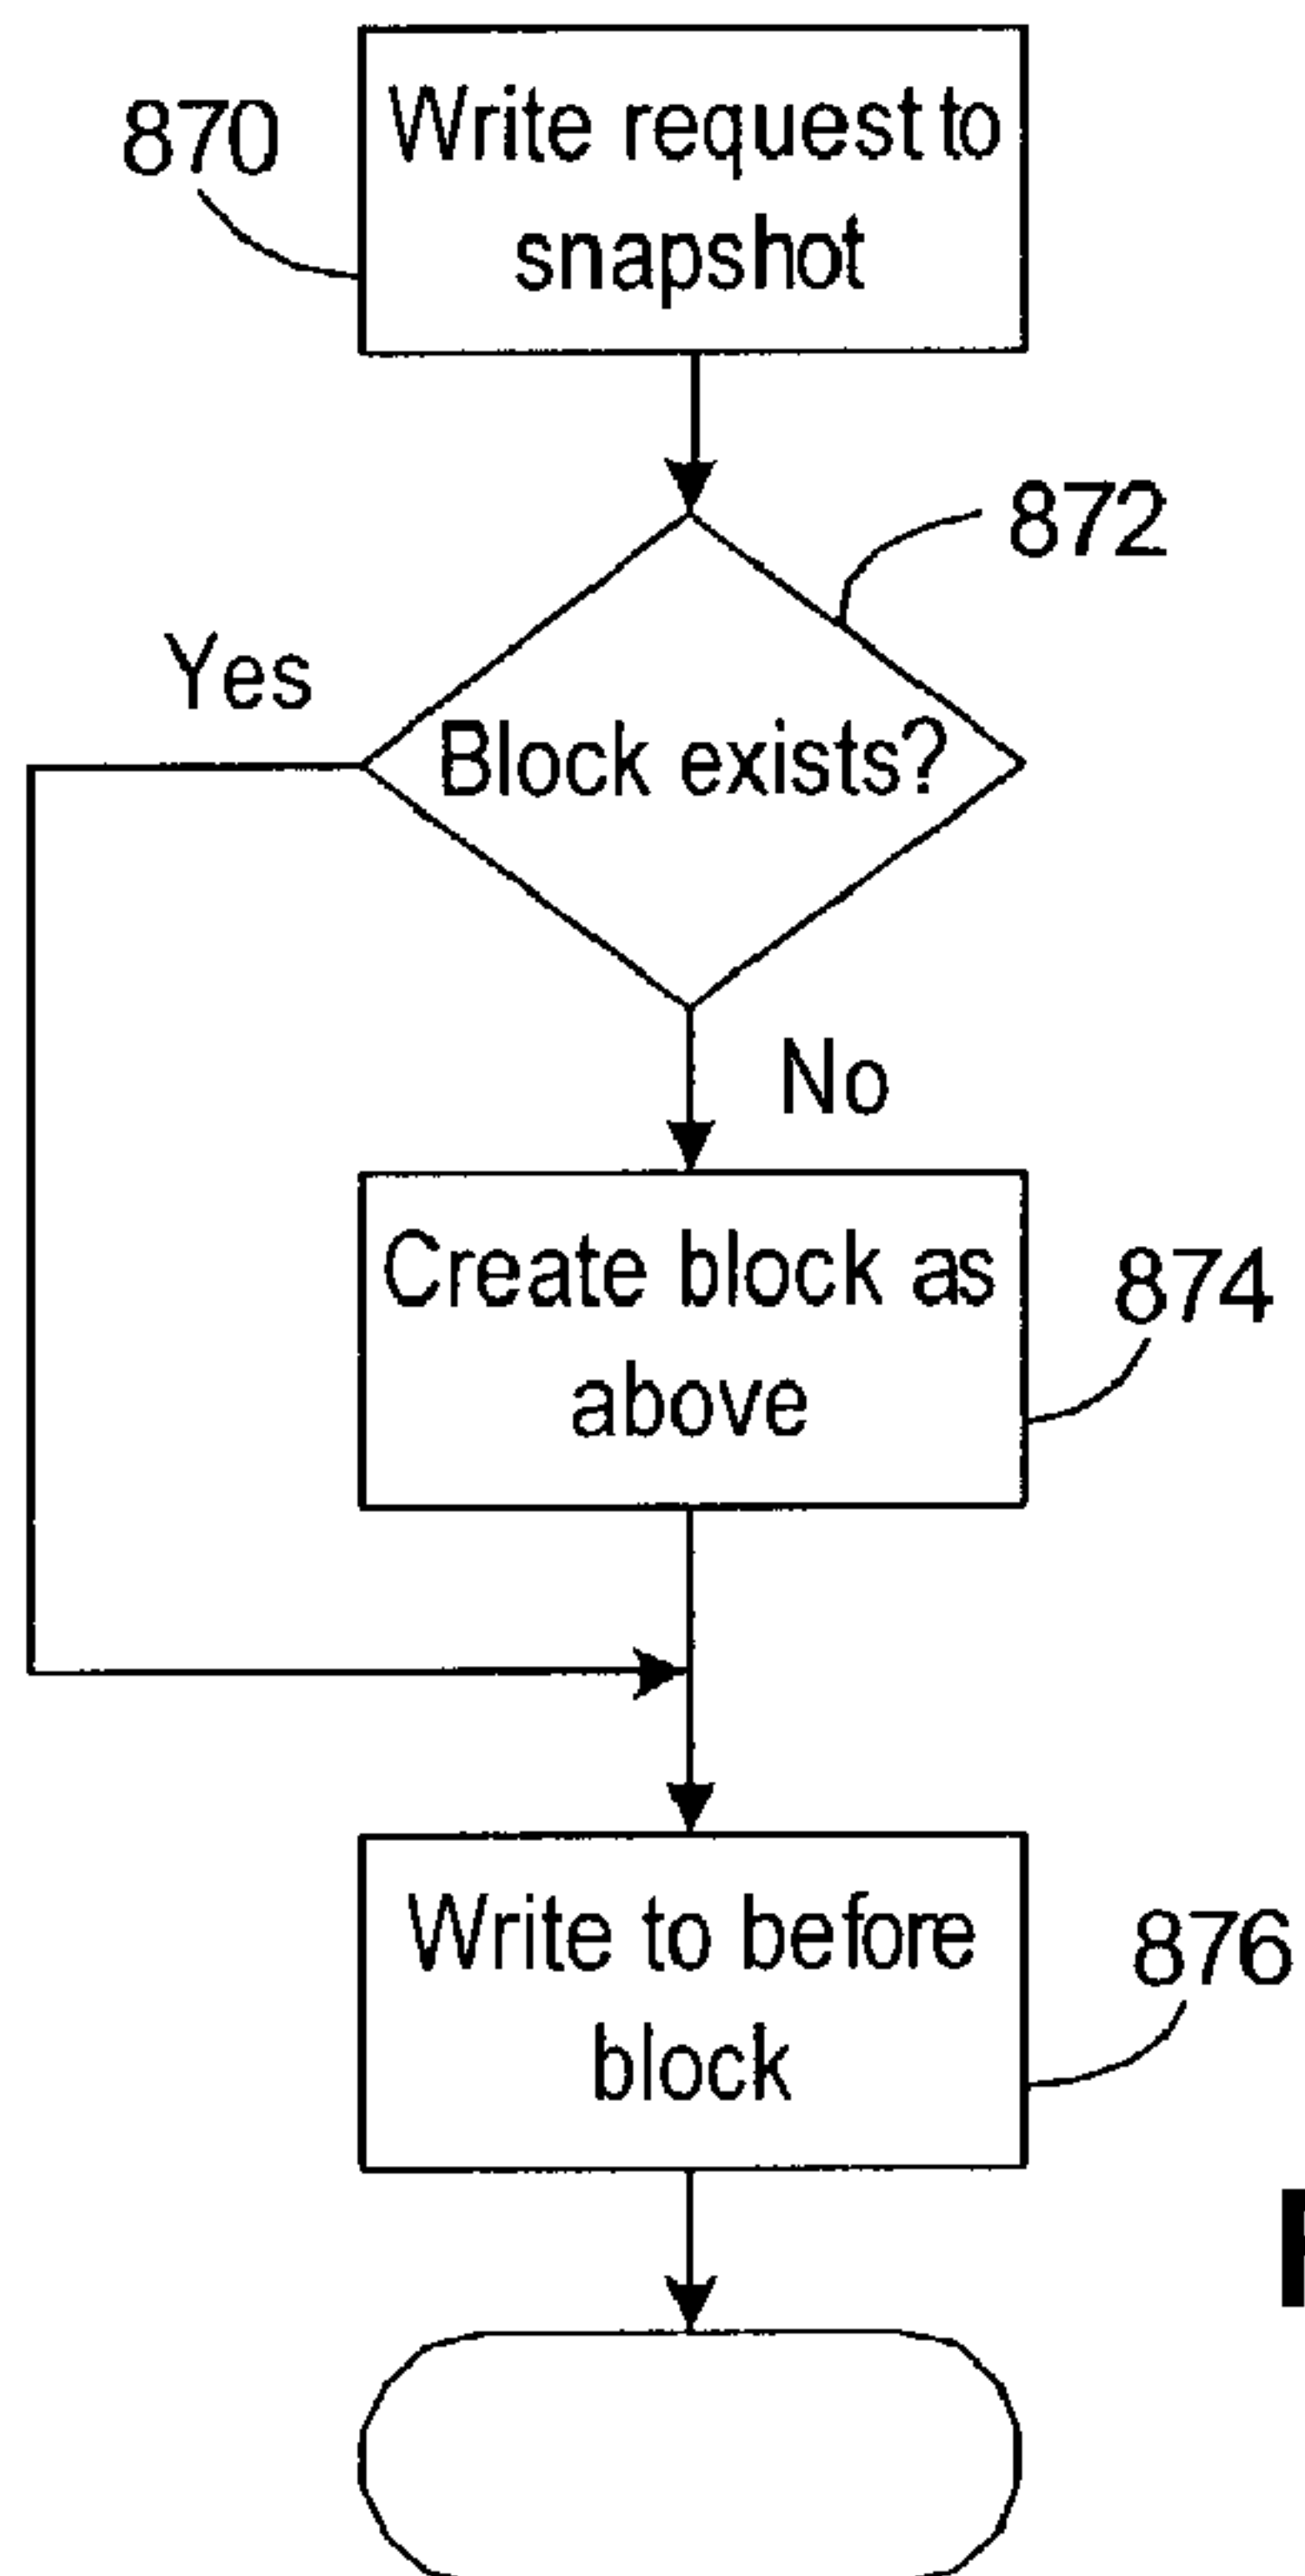 870
Write request to
snapshot
872
Yes
Block exists?
No
Create block as
above
874
Write to before
block
876